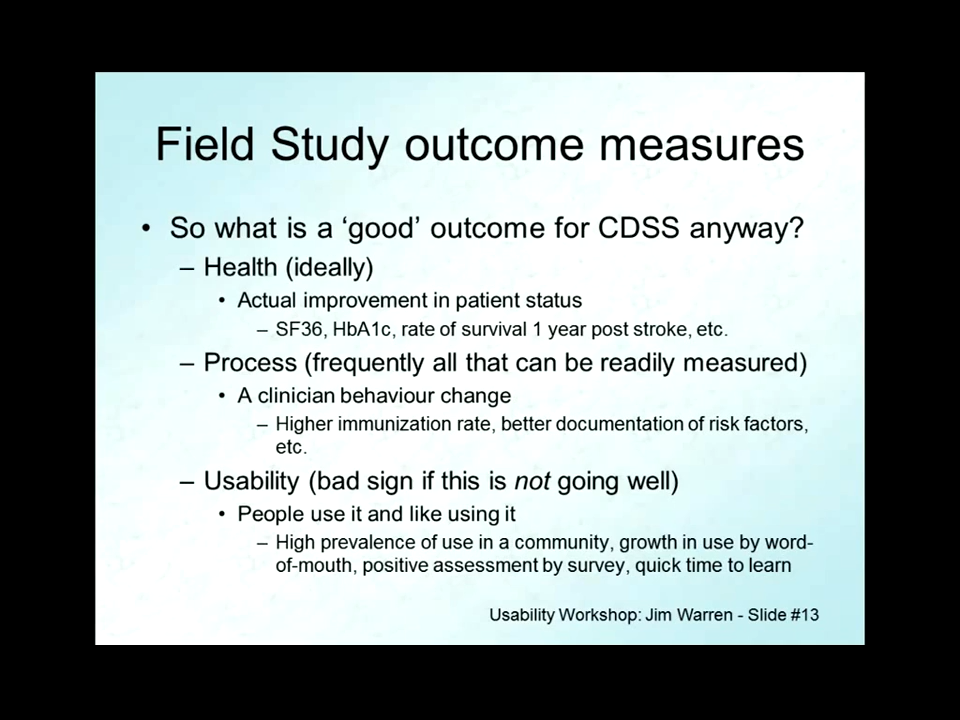 Field Study outcome measures
• So what is a ‘good’ outcome for CDSS anyway?
– Health (ideally)
• Actual improvement in patient status
– SF36, HbA1c, rate of survival 1 year post stroke, etc.
– Process (frequently all that can be readily measured)
• A clinician behaviour change
– Higher immunization rate, better documentation of risk factors,
etc.
– Usability (bad sign if this is not going well)
• People use it and like using it
– High prevalence of use in a community, growth in use by word-
of-mouth, positive assessment by survey, quick time to learn
Usability Workshop: Jim Warren - Slide #13